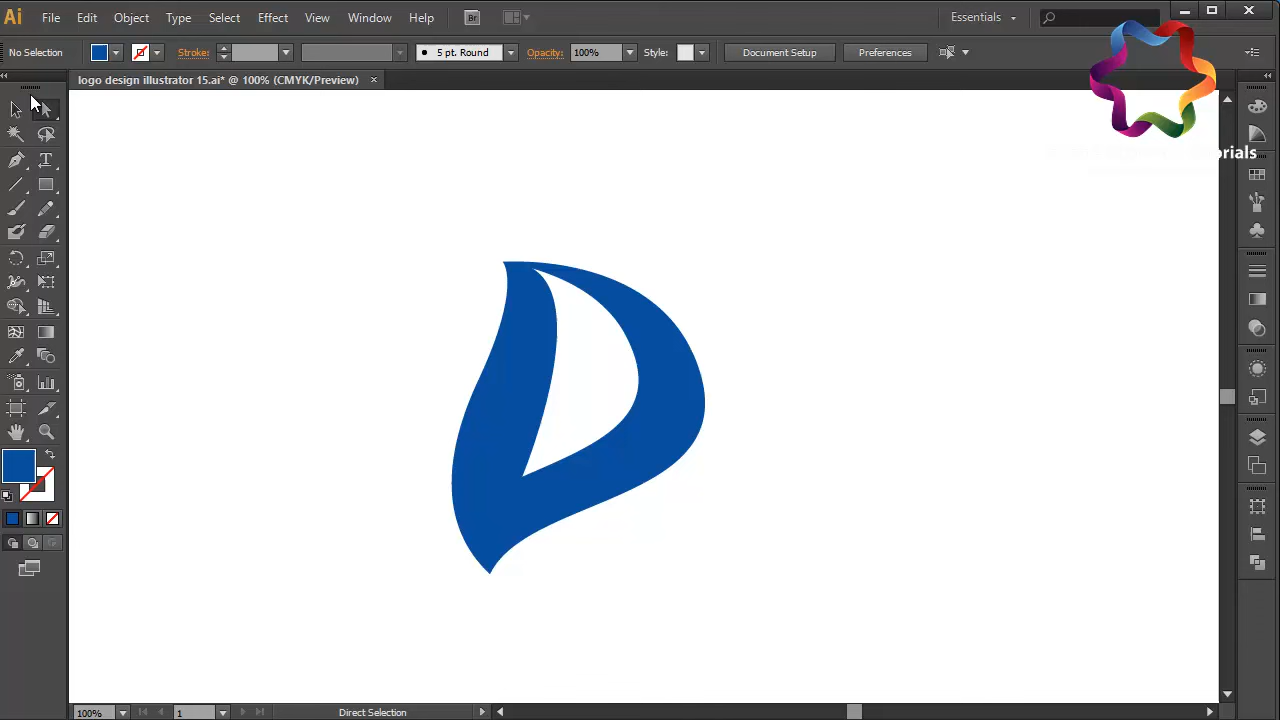 Ai File Edit Object Type Select Effect View Window Help Br Essentials
No Selection Stroke: 5 pt. Round Opacity: 100% Style: Document Setup Preferences
logo design illustrator 15.ai* @ 100% (CMYK/Preview)
Tutorials
100% 1 Direct Selection